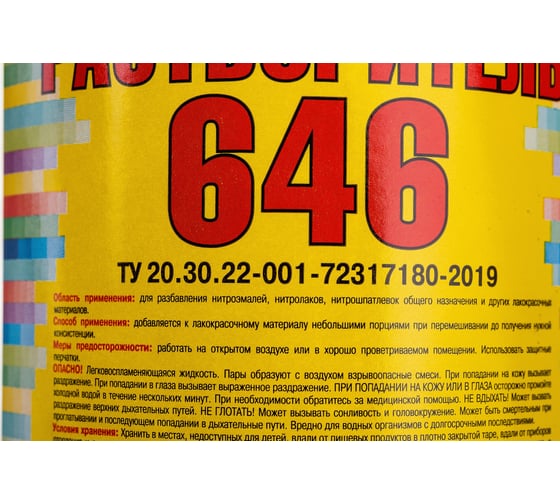 РАСТВОРИТЕЛЬ
646
ТУ 20.30.22-001-72317180-2019
Область применения: для разбавления нитроэмалей, нитролаков, нитрошпатлевок общего назначения и других лакокрасочных
материалов.
Способ применения: добавляется к лакокрасочному материалу небольшими порциями при перемешивании до получения нужной
консистенции.
Меры предосторожности: работать на открытом воздухе или в хорошо проветриваемом помещении. Использовать защитные
перчатки.
ОПАСНО! Легковоспламеняющаяся жидкость. Пары образуют с воздухом взрывоопасные смеси. При попадании на кожу вызывает
раздражение. При попадании в глаза вызывает выраженное раздражение. ПРИ ПОПАДАНИИ НА КОЖУ ИЛИ В ГЛАЗА осторожно промойте
холодной водой в течение нескольких минут. При необходимости обратитесь за медицинской помощью. НЕ ВДЫХАТЬ! Может вызывать
раздражение верхних дыхательных путей. НЕ ГЛОТАТЬ! Может вызывать сонливость и головокружение. Может быть смертельным при
проглатывании и последующем попадании в дыхательные пути. Вредно для водных организмов с долгосрочными последствиями.
Условия хранения: Хранить в местах, недоступных для детей, вдали от пищевых продуктов в плотно закрытой таре, вдали от приборов